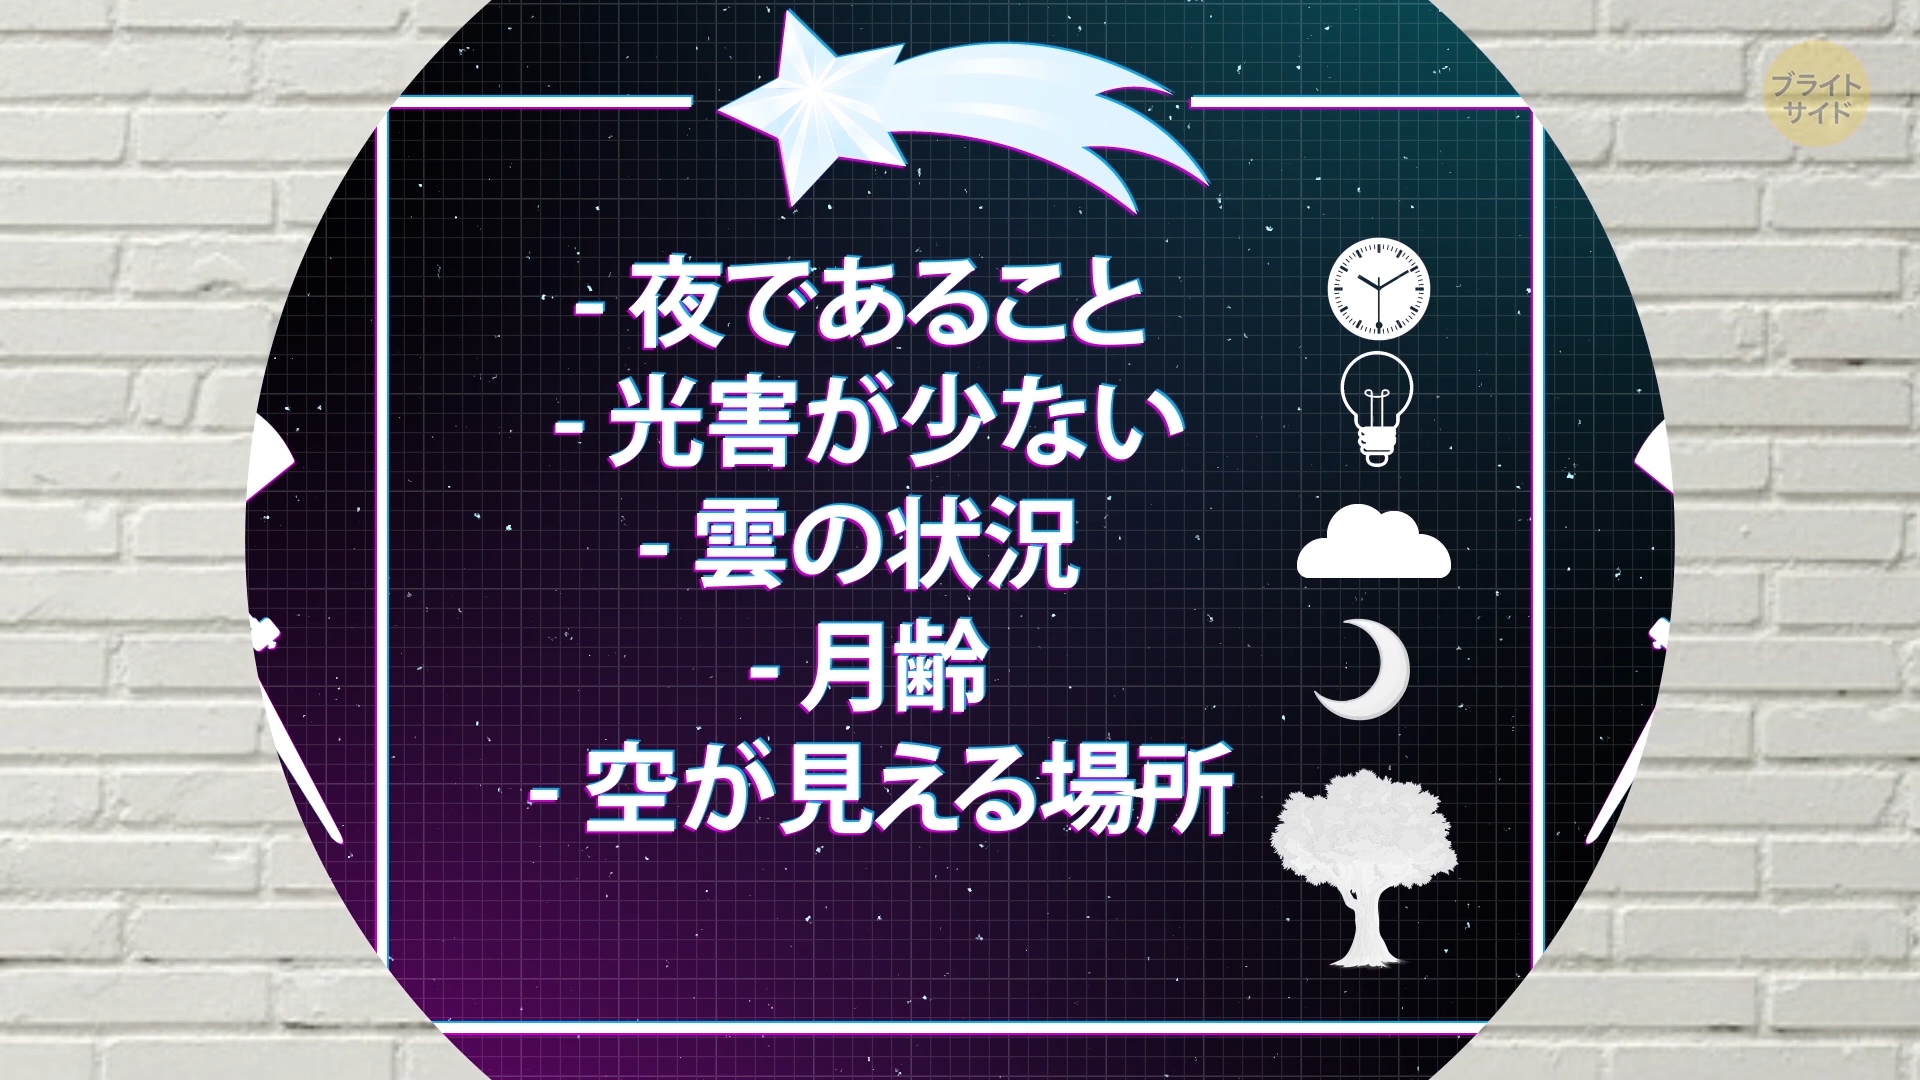 ブライト
サイド
- 夜であること
- 光害が少ない
- 雲の状況
- 月齢
- 空が見える場所